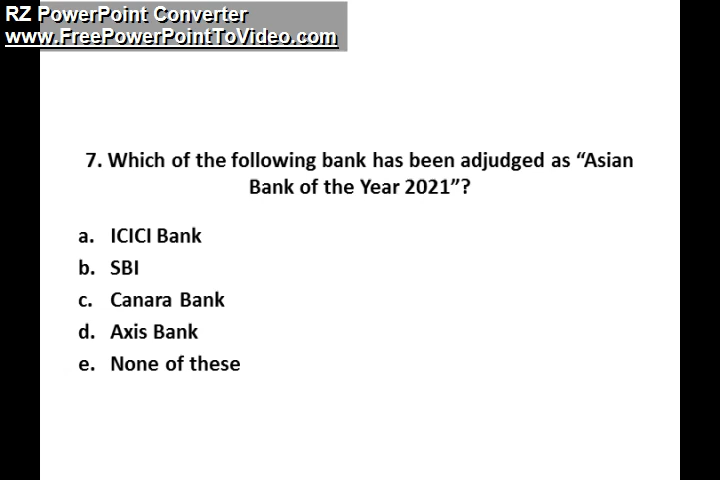 RZ PowerPoint Converter
www.FreePowerPointToVideo.com
7. Which of the following bank has been adjudged as “Asian
Bank of the Year 2021”?
a. ICICI Bank
b. SBI
c. Canara Bank
d. Axis Bank
e. None of these